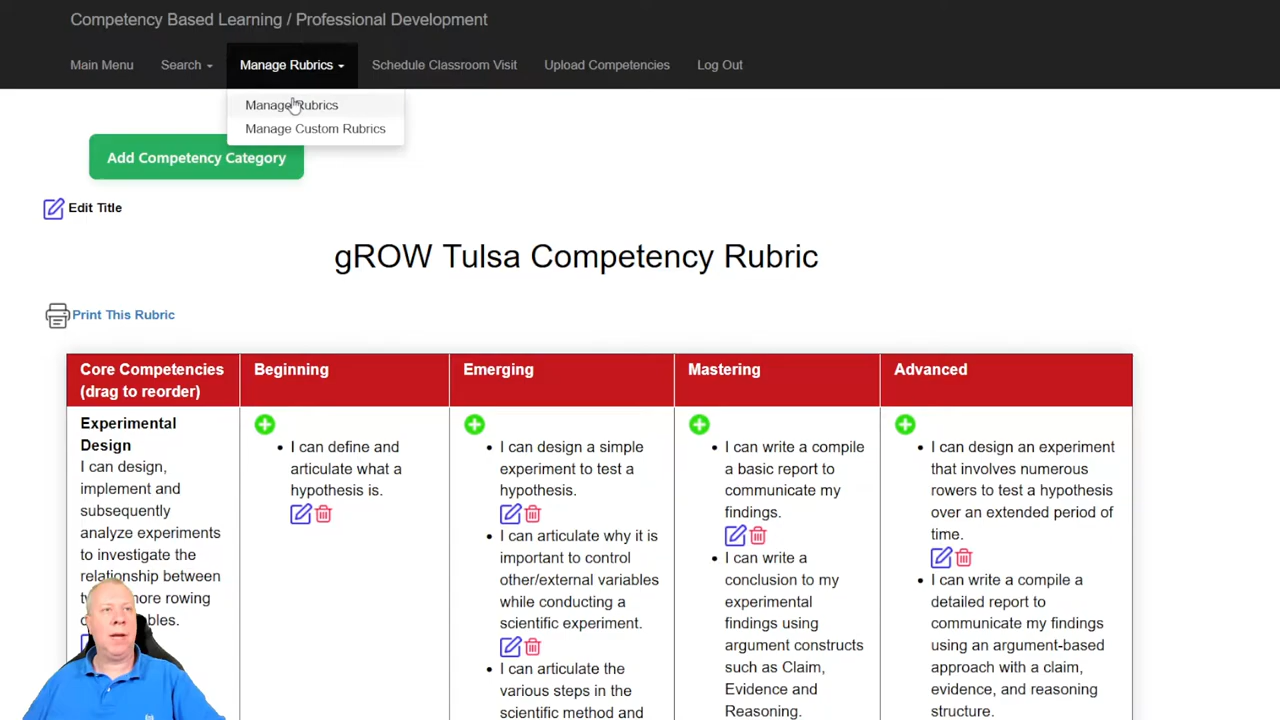 Competency Based Learning / Professional Development
Main Menu Search Manage Rubrics Schedule Classroom Visit Upload Competencies Log Out
Manage Rubrics
Manage Custom Rubrics
Add Competency Category
Edit Title
gROW Tulsa Competency Rubric
Print This Rubric
Core Competencies
(drag to reorder)
Beginning
Emerging
Mastering
Advanced
Experimental
Design
I can design,
implement and
subsequently
analyze experiments
to investigate the
relationship between
more rowing
I can define and
articulate what a
hypothesis is.
I can design a simple
experiment to test a
hypothesis.
I can articulate why it is
important to control
other/external variables
while conducting a
scientific experiment.
I can articulate the
various steps in the
scientific method and
I can write a compile
a basic report to
communicate my
findings.
I can write a
conclusion to my
experimental
findings using
argument constructs
such as Claim,
Evidence and
Reasoning.
I can design an experiment
that involves numerous
rowers to test a hypothesis
over an extended period of
time.
I can write a compile a
detailed report to
communicate my findings
using an argument-based
approach with a claim,
evidence, and reasoning
structure.